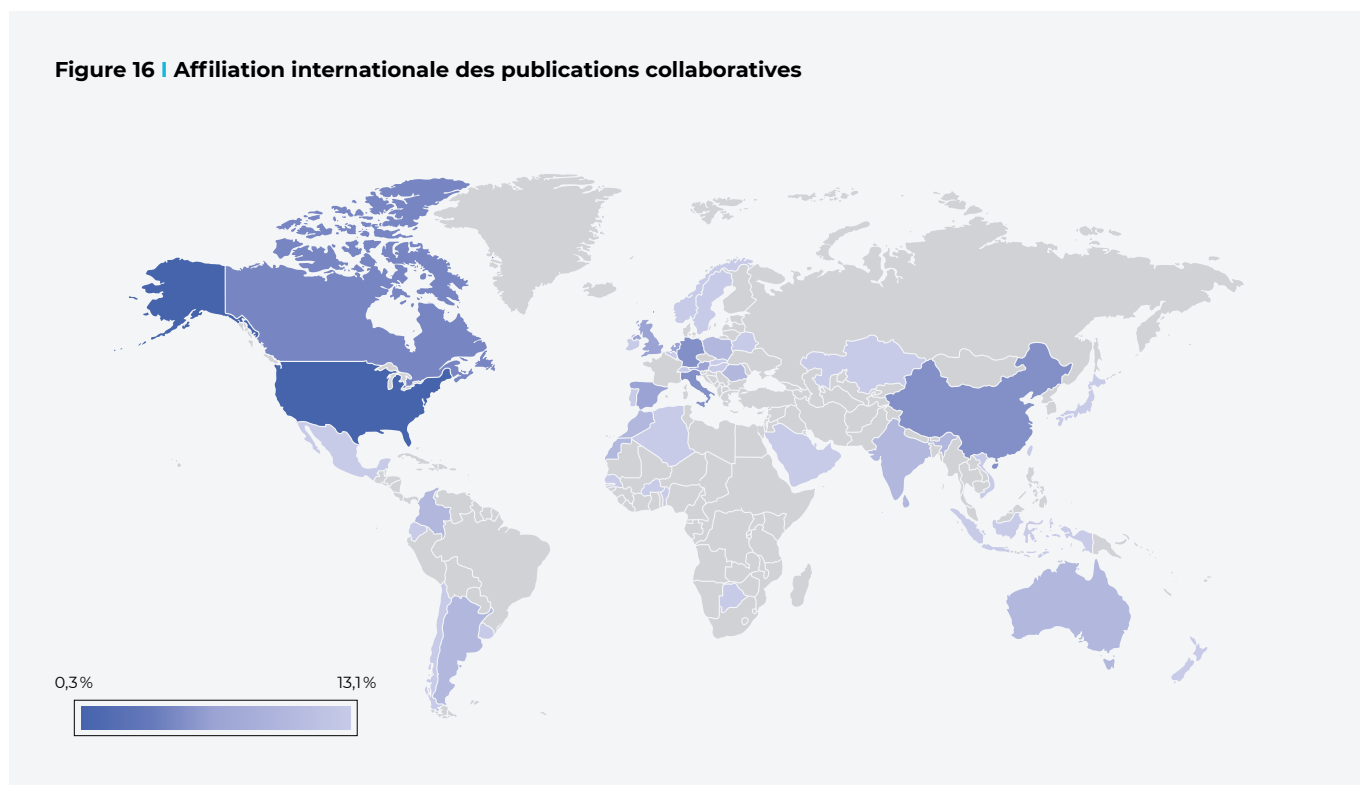 Figure 16 I Affiliation internationale des publications collaboratives
0,3 % 13,1 %